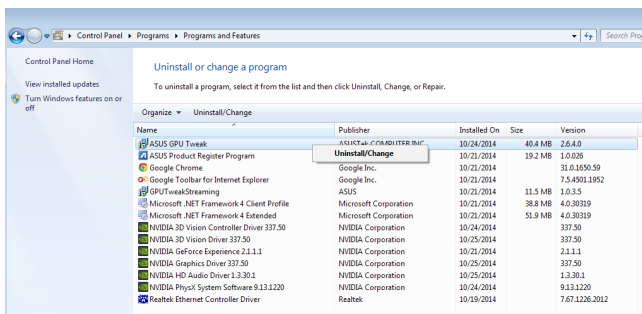 Control Panel Programs Programs and Features Search Pro
Control Panel Home
View installed updates
Turn Windows features on or
off
Uninstall or change a program
To uninstall a program, select it from the list and then click Uninstall, Change, or Repair.
Organize Uninstall/Change
Name Publisher Installed On Size Version
ASUS GPU Tweak ASUSTek COMPUTER INC. 10/24/2014 40.4 MB 2.6.4.0
Uninstall/Change
ASUS Product Register Program 10/21/2014 19.2 MB 1.0.026
Google Chrome Google Inc. 10/21/2014 31.0.1650.59
Google Toolbar for Internet Explorer Google Inc. 10/21/2014 7.5.4501.1952
GPUTweakStreaming ASUS 10/21/2014 11.5 MB 1.0.3.5
Microsoft .NET Framework 4 Client Profile Microsoft Corporation 10/21/2014 38.8 MB 4.0.30319
Microsoft .NET Framework 4 Extended Microsoft Corporation 10/21/2014 51.9 MB 4.0.30319
NVIDIA 3D Vision Controller Driver 337.50 NVIDIA Corporation 10/24/2014 337.50
NVIDIA 3D Vision Driver 337.50 NVIDIA Corporation 10/25/2014 337.50
NVIDIA GeForce Experience 2.1.1.1 NVIDIA Corporation 10/21/2014 2.1.1.1
NVIDIA Graphics Driver 337.50 NVIDIA Corporation 10/25/2014 337.50
NVIDIA HD Audio Driver 1.3.30.1 NVIDIA Corporation 10/25/2014 1.3.30.1
NVIDIA PhysX System Software 9.13.1220 NVIDIA Corporation 10/24/2014 9.13.1220
Realtek Ethernet Controller Driver Realtek 10/19/2014 7.67.1226.2012